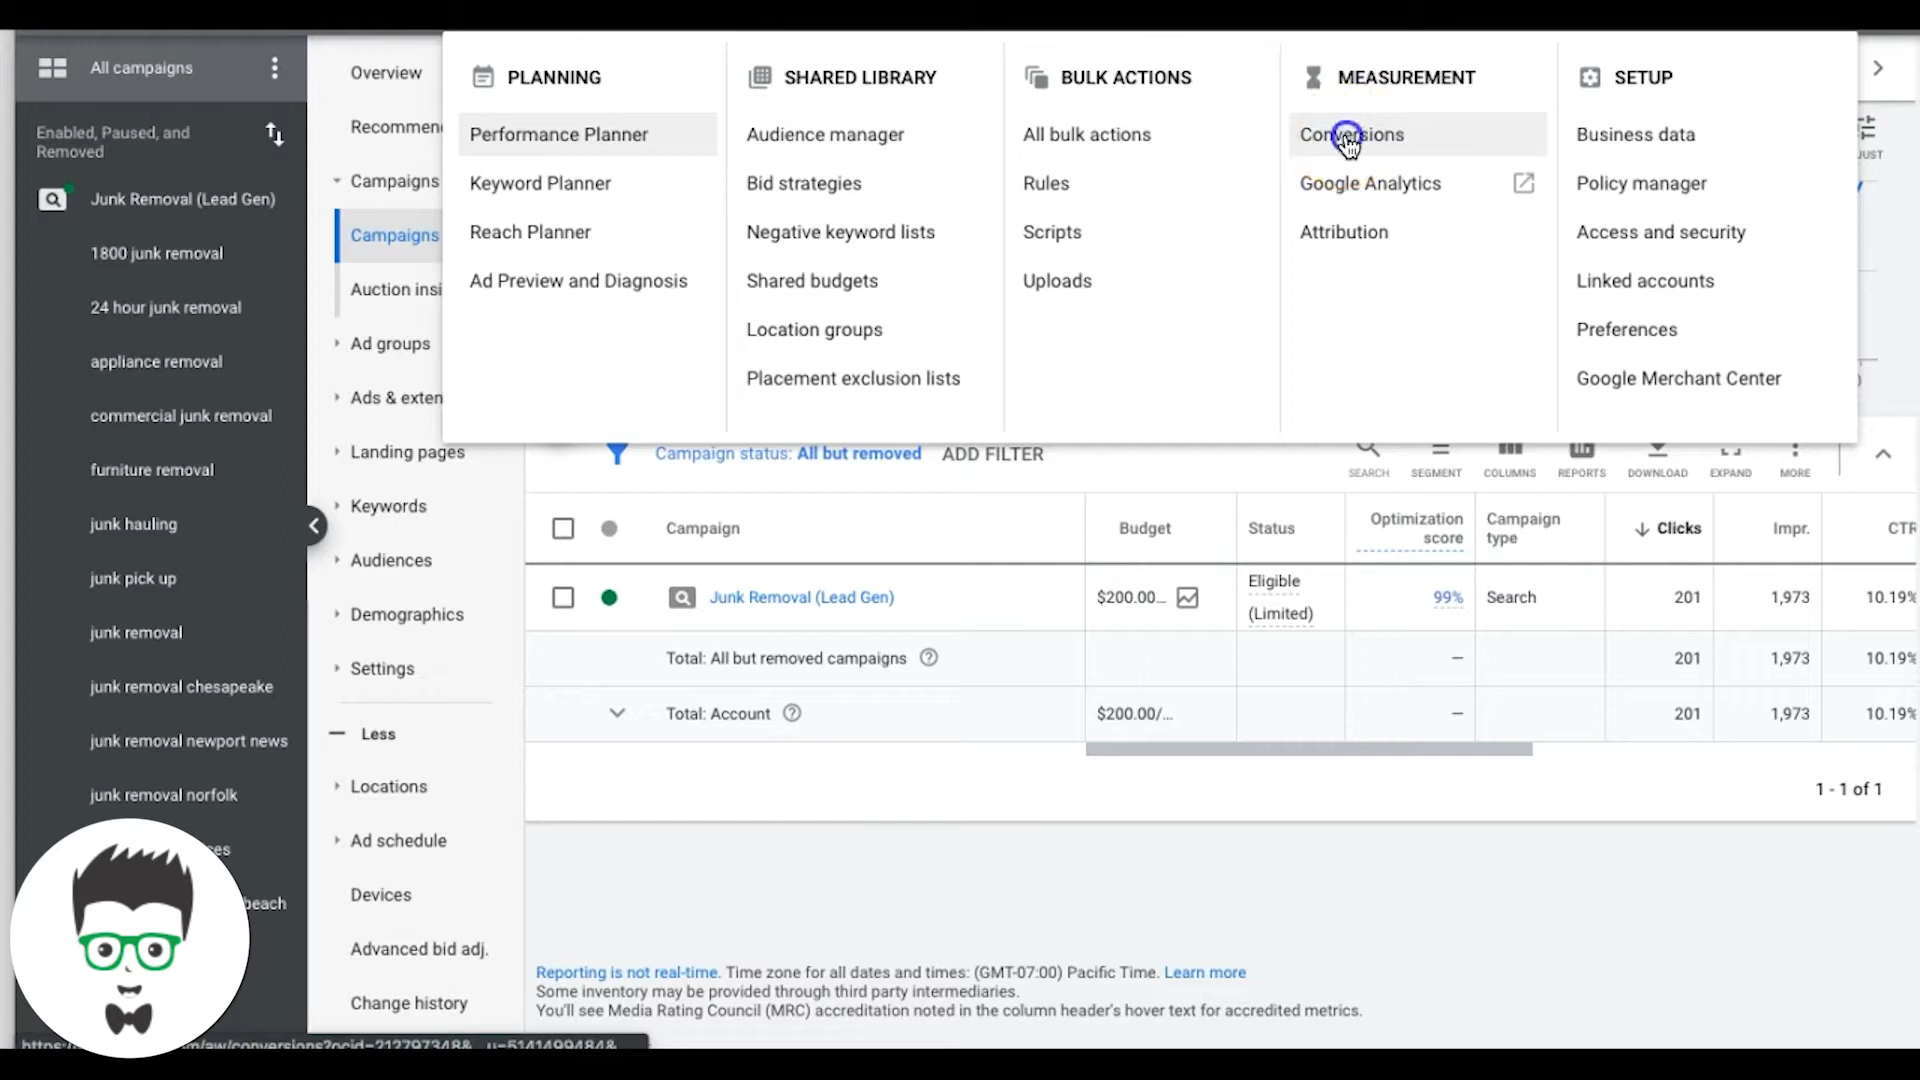 All campaigns
Enabled, Paused, and
Removed
Junk Removal (Lead Gen)
1800 junk removal
24 hour junk removal
appliance removal
commercial junk removal
furniture removal
junk hauling
junk pick up
junk removal
junk removal chesapeake
junk removal newport news
junk removal norfolk
Overview
Campaigns
Campaigns
Ad groups
Landing pages
Keywords
Audiences
Demographics
Settings
Less
Locations
Ad schedule
Devices
Advanced bid adj.
Change history
PLANNING
Performance Planner
Keyword Planner
Reach Planner
Ad Preview and Diagnosis
SHARED LIBRARY
Audience manager
Bid strategies
Negative keyword lists
Shared budgets
Location groups
Placement exclusion lists
BULK ACTIONS
All bulk actions
Rules
Scripts
Uploads
MEASUREMENT
Conversions
Google Analytics
Attribution
SETUP
Business data
Policy manager
Access and security
Linked accounts
Preferences
Google Merchant Center
Campaign status: All but removed ADD FILTER
SEARCH SEGMENT COLUMNS REPORTS DOWNLOAD EXPAND MORE
Campaign Budget Status Optimization score Campaign type Clicks Impr. CTR
Junk Removal (Lead Gen) $200.00... Eligible (Limited) 99% Search 201 1,973 10.19%
Total: All but removed campaigns — 201 1,973 10.19%
Total: Account $200.00/... — 201 1,973 10.19%
1 - 1 of 1
Reporting is not real-time. Time zone for all dates and times: (GMT-07:00) Pacific Time. Learn more
Some inventory may be provided through third party intermediaries.
You'll see Media Rating Council (MRC) accreditation noted in the column header's hover text for accredited metrics.